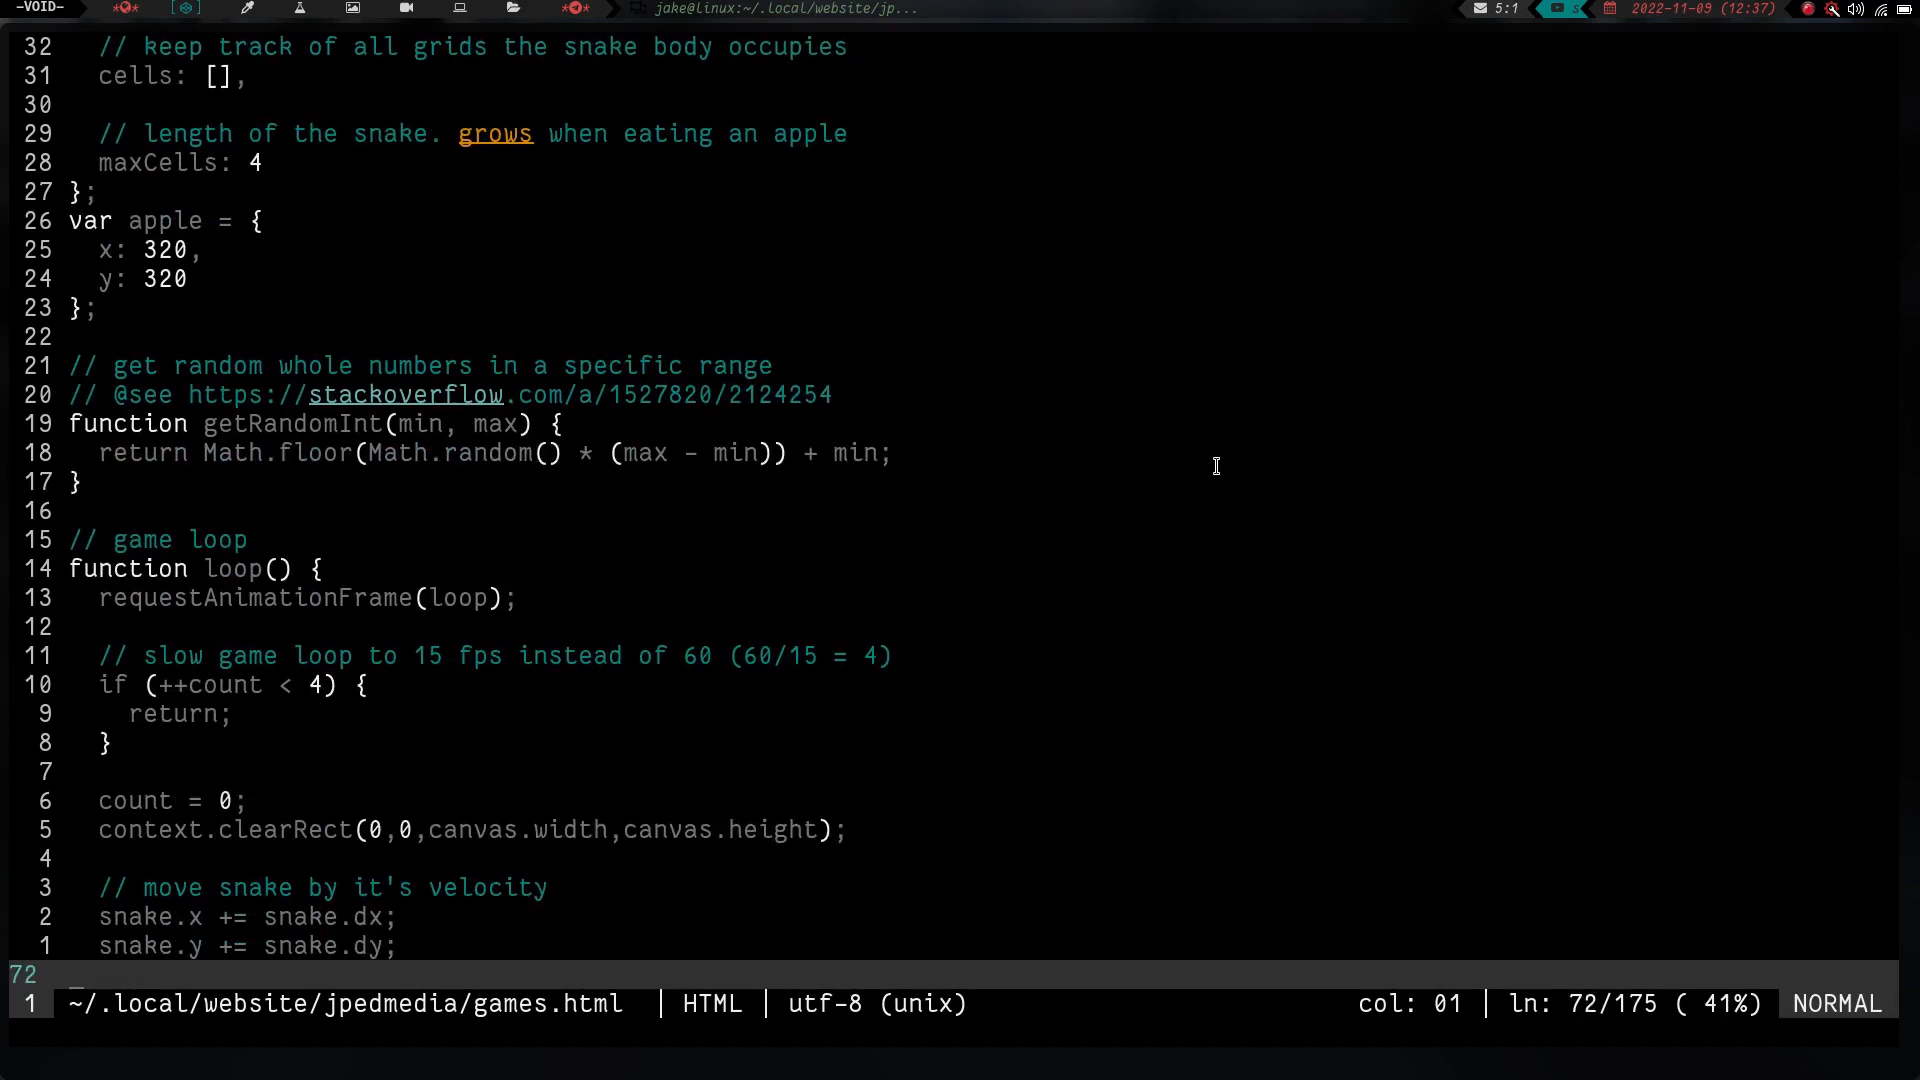 -VOID-
jake@linux:~/.local/website/jp...
5:1
s
2022-11-09 (12:37)
32 // keep track of all grids the snake body occupies
31 cells: [],
30
29 // length of the snake. grows when eating an apple
28 maxCells: 4
27 };
26 var apple = {
25 x: 320,
24 y: 320
23 };
22
21 // get random whole numbers in a specific range
20 // @see https://stackoverflow.com/a/1527820/2124254
19 function getRandomInt(min, max) {
18 return Math.floor(Math.random() * (max - min)) + min;
17 }
16
15 // game loop
14 function loop() {
13 requestAnimationFrame(loop);
12
11 // slow game loop to 15 fps instead of 60 (60/15 = 4)
10 if (++count < 4) {
9 return;
8 }
7
6 count = 0;
5 context.clearRect(0,0,canvas.width,canvas.height);
4
3 // move snake by it's velocity
2 snake.x += snake.dx;
1 snake.y += snake.dy;
72
1 ~/.local/website/jpedmedia/games.html | HTML | utf-8 (unix) col: 01 | ln: 72/175 ( 41%) NORMAL